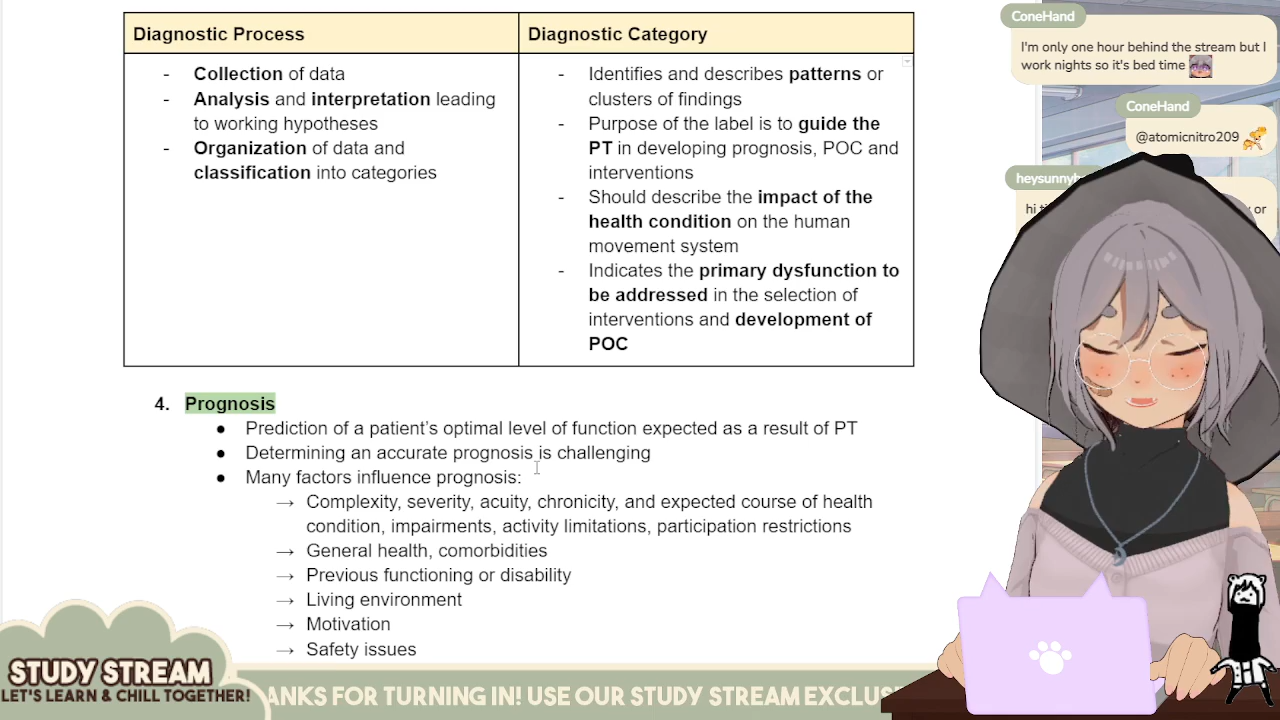 Diagnostic Process
- Collection of data
- Analysis and interpretation leading
to working hypotheses
- Organization of data and
classification into categories
Diagnostic Category
- Identifies and describes patterns or
clusters of findings
- Purpose of the label is to guide the
PT in developing prognosis, POC and
interventions
- Should describe the impact of the
health condition on the human
movement system
- Indicates the primary dysfunction to
be addressed in the selection of
interventions and development of
POC
4. Prognosis
● Prediction of a patient's optimal level of function expected as a result of PT
● Determining an accurate prognosis is challenging
● Many factors influence prognosis:
→ Complexity, severity, acuity, chronicity, and expected course of health
condition, impairments, activity limitations, participation restrictions
→ General health, comorbidities
→ Previous functioning or disability
→ Living environment
→ Motivation
→ Safety issues
ConeHand
I'm only one hour behind the stream but I
work nights so it's bed time
ConeHand
@atomicnitro209
hi
or
STUDY STREAM
LET'S LEARN & CHILL TOGETHER!
ANKS FOR TURNING IN! USE OUR STUDY STREAM EXCLUS